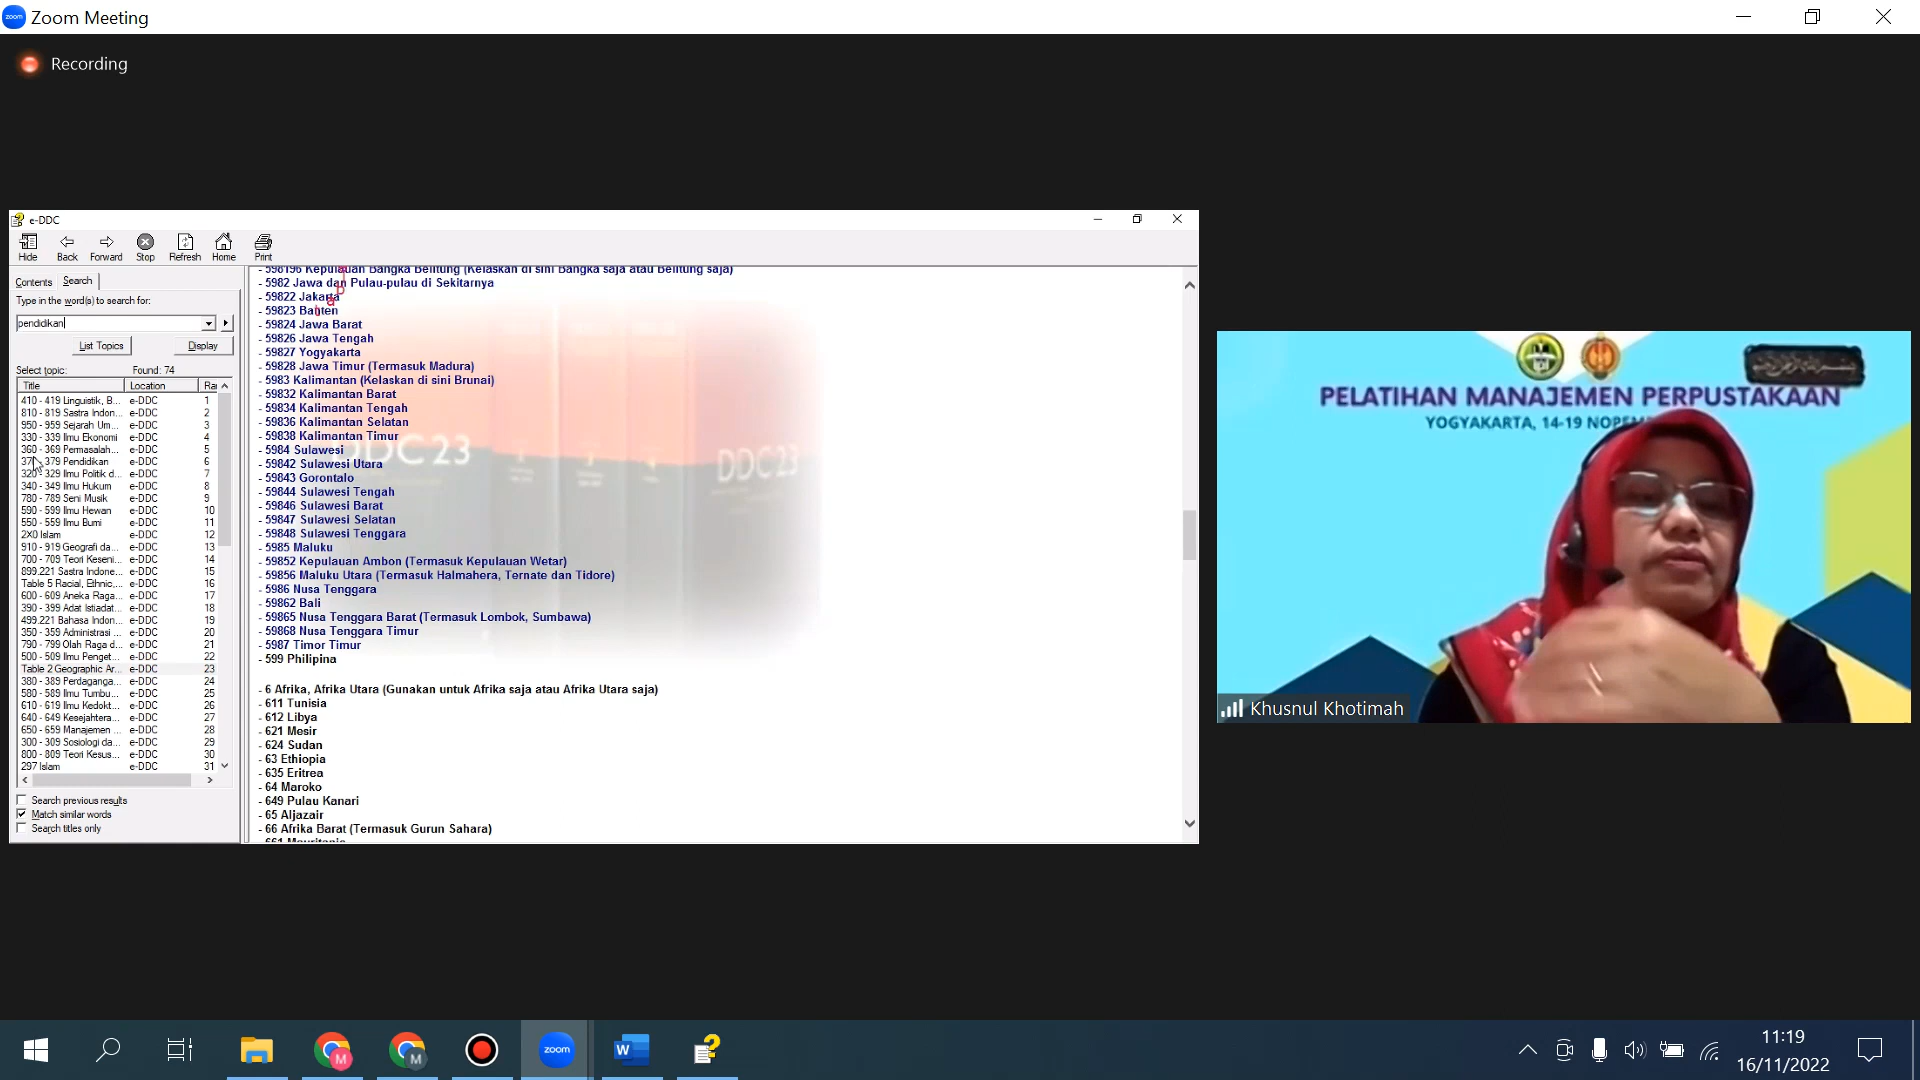 Zoom Meeting
Recording
e-DDC
Hide Back Forward Stop Refresh Home Print
Contents Search
Type in the word(s) to search for:
pendidikan
List Topics Display
Select topic: Found: 74
Title Location Ra
410 - 419 Linguistik, B... e-DDC 1
810 - 819 Sastra Indon... e-DDC 2
950 - 959 Sejarah Um... e-DDC 3
330 - 339 Ilmu Ekonomi e-DDC 4
360 - 369 Permasalah... e-DDC 5
379 Pendidikan e-DDC 6
320 - 329 Ilmu Politik d... e-DDC 7
340 - 349 Ilmu Hukum e-DDC 8
780 - 789 Seni Musik e-DDC 9
590 - 599 Ilmu Hewan e-DDC 10
550 - 559 Ilmu Bumi e-DDC 11
2X0 Islam e-DDC 12
910 - 919 Geografi da... e-DDC 13
700 - 709 Teori Keseni... e-DDC 14
899.221 Sastra Indone... e-DDC 15
Table 5 Racial, Ethnic,... e-DDC 16
600 - 609 Aneka Raga... e-DDC 17
390 - 399 Adat Istiadat... e-DDC 18
499.221 Bahasa Indon... e-DDC 19
350 - 359 Administrasi ... e-DDC 20
790 - 799 Olah Raga d... e-DDC 21
500 - 509 Ilmu Penget... e-DDC 22
Table 2 Geographic Ar... e-DDC 23
380 - 389 Perdaganga... e-DDC 24
580 - 589 Ilmu Tumbu... e-DDC 25
610 - 619 Ilmu Kedokt... e-DDC 26
640 - 649 Kesejahtera... e-DDC 27
650 - 659 Manajemen ... e-DDC 28
300 - 309 Sosiologi da... e-DDC 29
800 - 809 Teori Kesus... e-DDC 30
297 Islam e-DDC 31
Search previous results
Match similar words
Search titles only
- 598196 Kepulauan Bangka Belitung (Kelaskan di sini Bangka saja atau Belitung saja)
- 5982 Jawa dan Pulau-pulau di Sekitarnya
- 59822 Jakarta
- 59823 Banten
- 59824 Jawa Barat
- 59826 Jawa Tengah
- 59827 Yogyakarta
- 59828 Jawa Timur (Termasuk Madura)
- 5983 Kalimantan (Kelaskan di sini Brunai)
- 59832 Kalimantan Barat
- 59834 Kalimantan Tengah
- 59836 Kalimantan Selatan
- 59838 Kalimantan Timur
- 5984 Sulawesi
- 59842 Sulawesi Utara
- 59843 Gorontalo
- 59844 Sulawesi Tengah
- 59846 Sulawesi Barat
- 59847 Sulawesi Selatan
- 59848 Sulawesi Tenggara
- 5985 Maluku
- 59852 Kepulauan Ambon (Termasuk Kepulauan Wetar)
- 59856 Maluku Utara (Termasuk Halmahera, Ternate dan Tidore)
- 5986 Nusa Tenggara
- 59862 Bali
- 59865 Nusa Tenggara Barat (Termasuk Lombok, Sumbawa)
- 59868 Nusa Tenggara Timur
- 5987 Timor Timur
- 599 Philipina
- 6 Afrika, Afrika Utara (Gunakan untuk Afrika saja atau Afrika Utara saja)
- 611 Tunisia
- 612 Libya
- 621 Mesir
- 624 Sudan
- 63 Ethiopia
- 635 Eritrea
- 64 Maroko
- 649 Pulau Kanari
- 65 Aljazair
- 66 Afrika Barat (Termasuk Gurun Sahara)
DDC 23
DDC 23
PELATIHAN MANAJEMEN PERPUSTAKAAN
YOGYAKARTA, 14-19
Khusnul Khotimah
zoom
11:19
16/11/2022